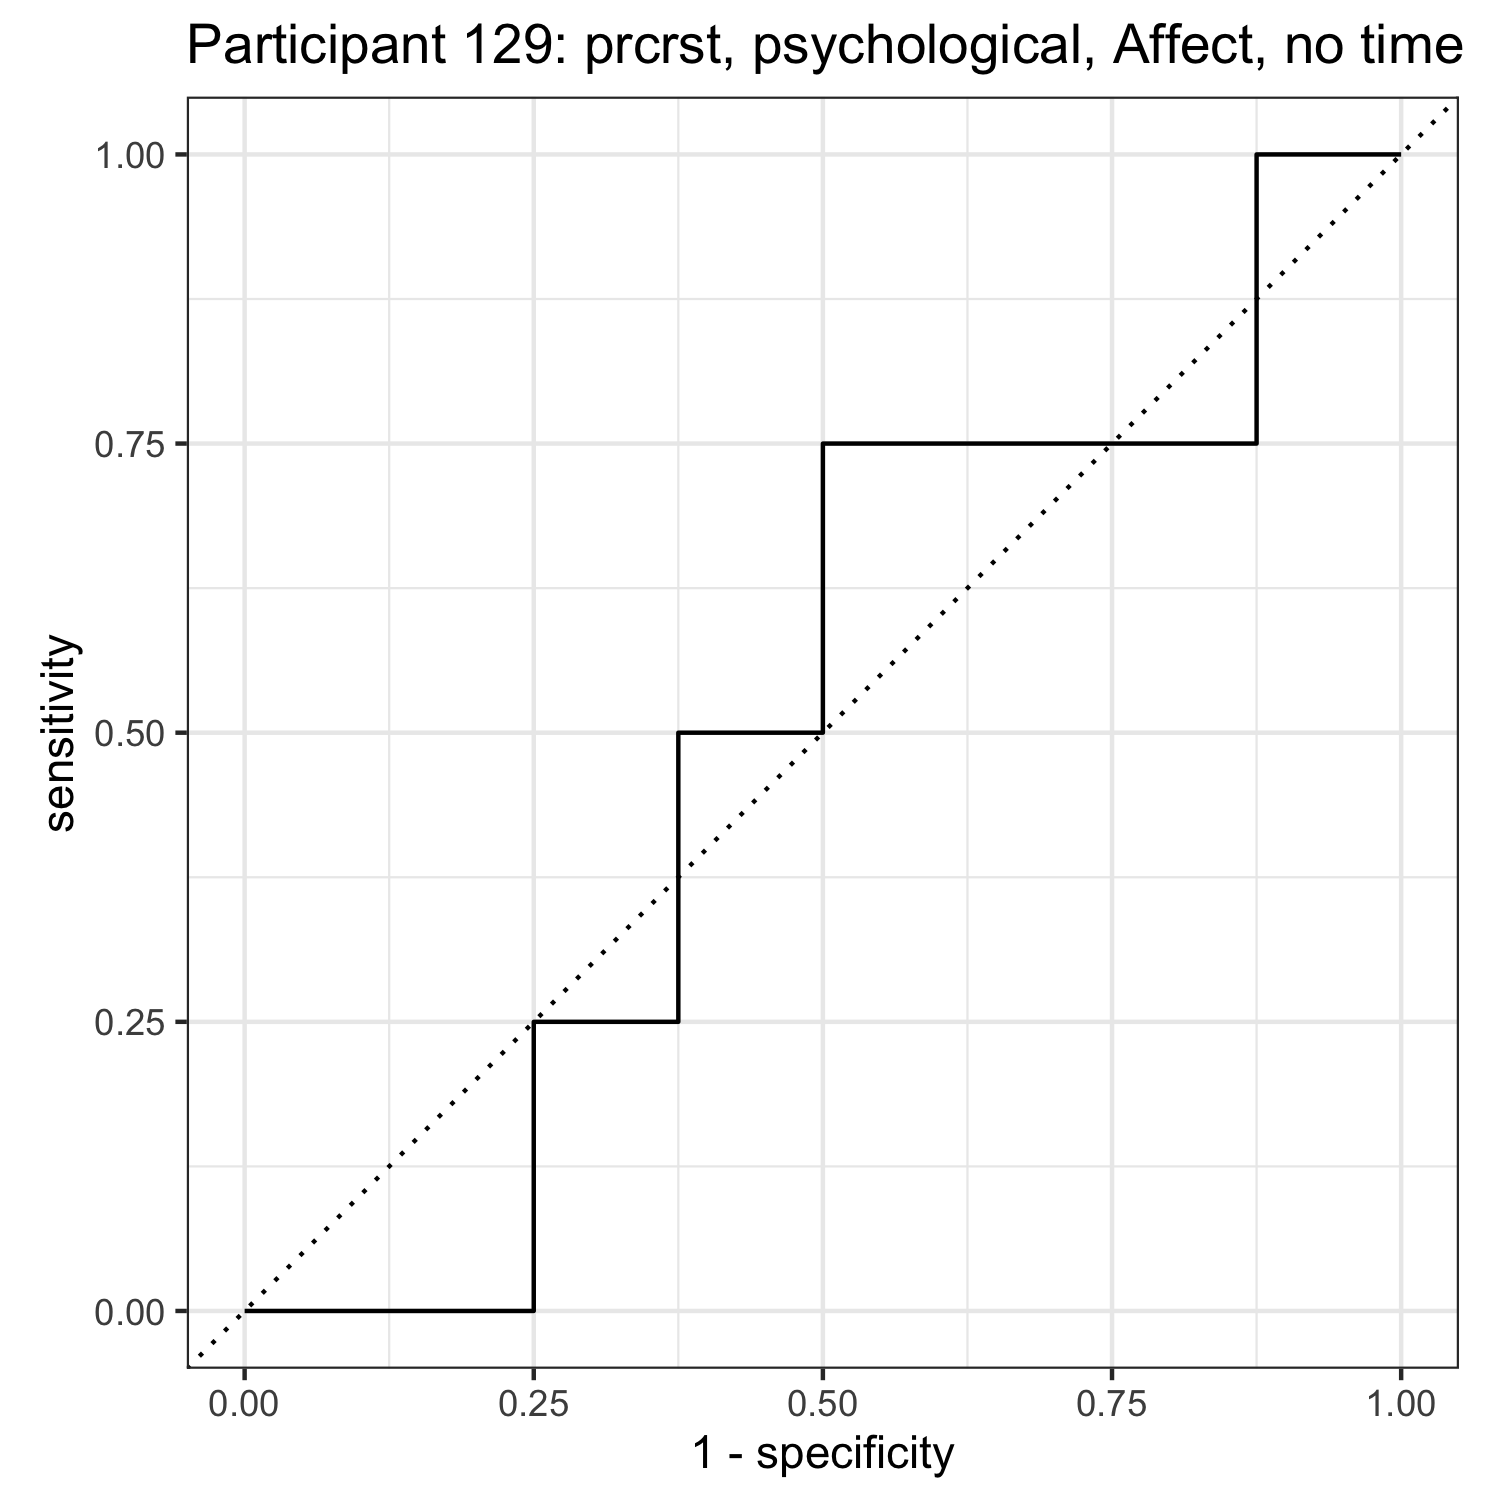 Participant 129: prcrst, psychological, Affect, no time
1.00
0.75
0.50
0.25
0.00
sensitivity
0.00 0.25 0.50 0.75 1.00
1 - specificity